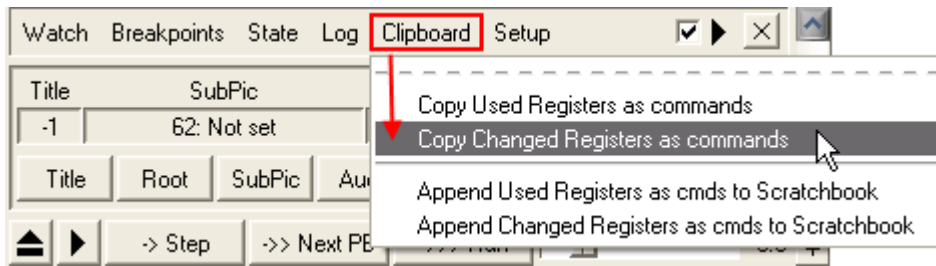 Watch Breakpoints State Log Clipboard Setup
Title SubPic
Copy Used Registers as commands
-1 62: Not set
Copy Changed Registers as commands
Title Root SubPic
Append Used Registers as cmds to Scratchbook
Append Changed Registers as cmds to Scratchbook
-> Step ->> Next